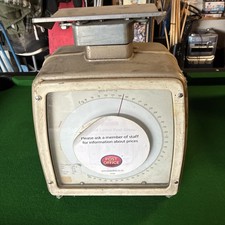 Please ask a member of staff
for information about prices
POST
OFFICE